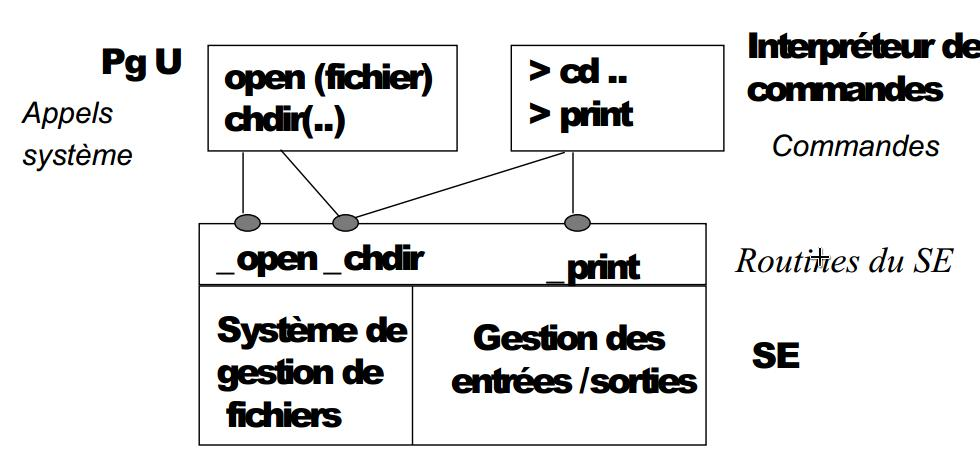 Pg U
Appels
système
open (fichier)
chdir(..)
> cd ..
> print
Interpréteur de
commandes
Commandes
_open _chdir
_print
Routines du SE
Système de
gestion de
fichiers
Gestion des
entrées /sorties
SE